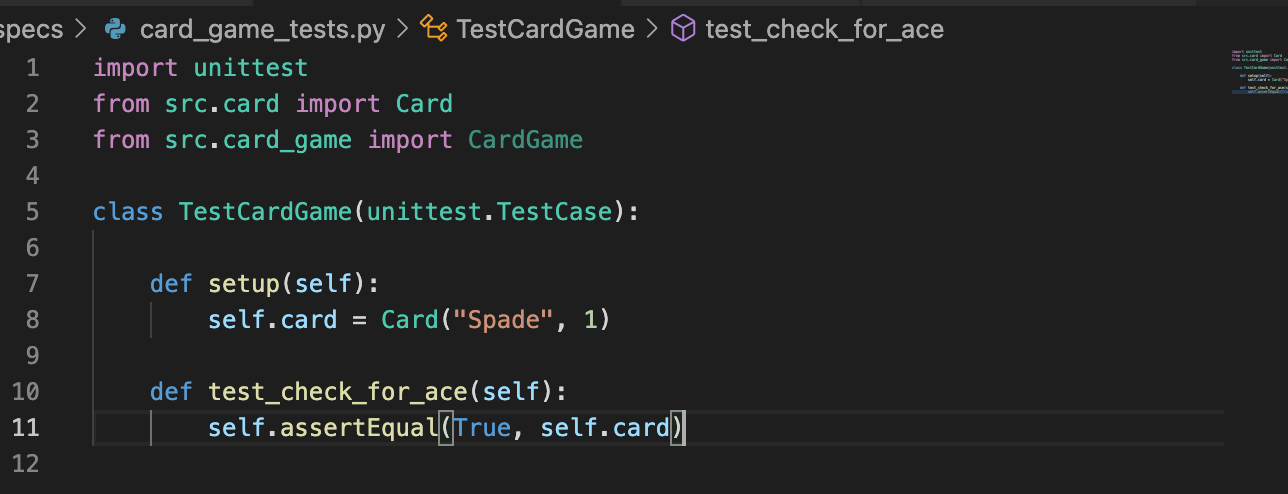 specs > card_game_tests.py > TestCardGame > test_check_for_ace
1 import unittest
2 from src.card import Card
3 from src.card_game import CardGame
4
5 class TestCardGame(unittest.TestCase):
6
7     def setup(self):
8         self.card = Card("Spade", 1)
9
10     def test_check_for_ace(self):
11         self.assertEqual(True, self.card)
12